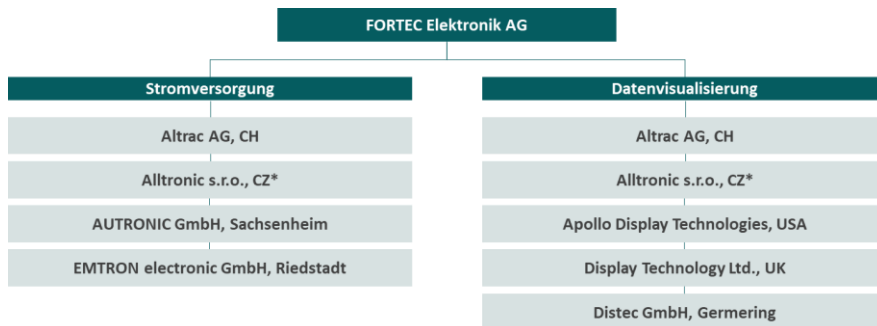 FORTEC Elektronik AG
Stromversorgung
Altrac AG, CH
Alltronic s.r.o., CZ*
AUTRONIC GmbH, Sachsenheim
EMTRON electronic GmbH, Riedstadt
Datenvisualisierung
Altrac AG, CH
Alltronic s.r.o., CZ*
Apollo Display Technologies, USA
Display Technology Ltd., UK
Distec GmbH, Germering